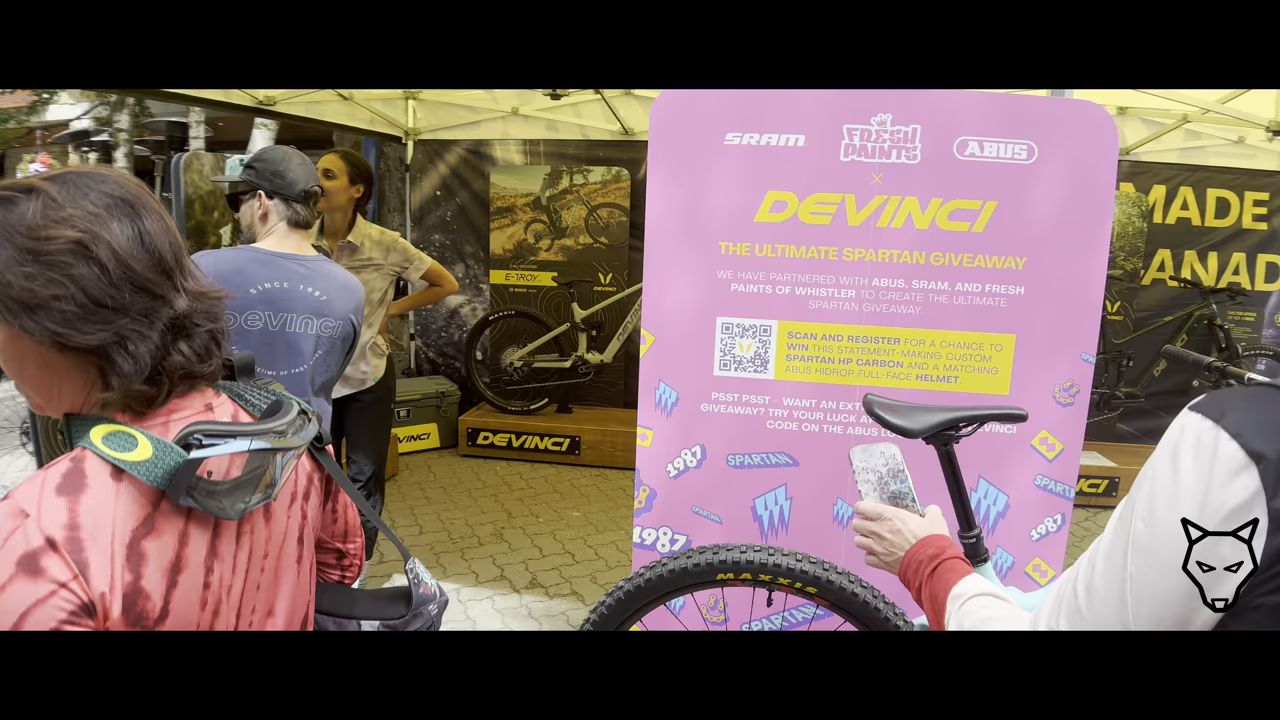 SRAM
FRESH PAINTS
ABUS
×
DEVINCI
THE ULTIMATE SPARTAN GIVEAWAY
WE HAVE PARTNERED WITH ABUS, SRAM, AND FRESH
PAINTS OF WHISTLER TO CREATE THE ULTIMATE
SPARTAN GIVEAWAY.
SCAN AND REGISTER FOR A CHANCE TO
WIN THIS STATEMENT-MAKING CUSTOM
SPARTAN HP CARBON AND A MATCHING
ABUS HIDROP FULL-FACE HELMET.
PSST PSST - WANT AN
GIVEAWAY? TRY YOUR LUCK
CODE ON THE ABUS
1987
SPARTAN
SPARTAN
SPARTAN
1987
1987
SPARTAN
MAXXIS
SINCE 1987
DEVINCI
E-TROY
DEVINCI
MAXXIS
DEVINCI
VINCI
MADE